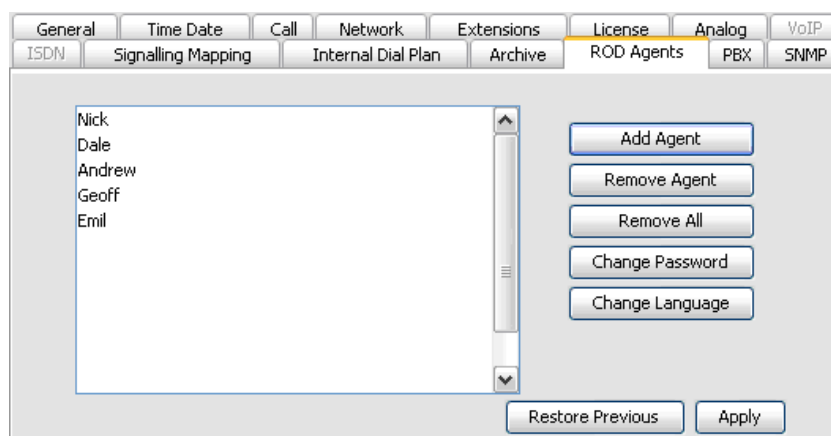 General Time Date Call Network Extensions License Analog VoIP
ISDN Signalling Mapping Internal Dial Plan Archive ROD Agents PBX SNMP
Nick
Dale
Andrew
Geoff
Emil
Add Agent
Remove Agent
Remove All
Change Password
Change Language
Restore Previous Apply